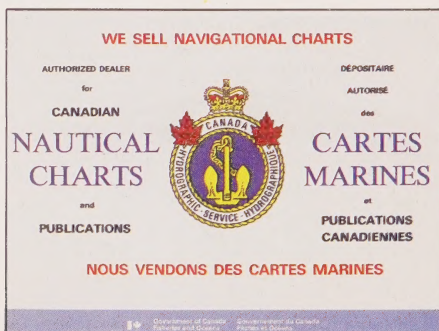 WE SELL NAVIGATIONAL CHARTS
AUTHORIZED DEALER
for
CANADIAN
NAUTICAL
CHARTS
and
PUBLICATIONS
CANADA
HYDROGRAPHIC - SERVICE - HYDROGRAPHIQUE
DÉPOSITAIRE
AUTORISÉ
des
CARTES
MARINES
et
PUBLICATIONS
CANADIENNES
NOUS VENDONS DES CARTES MARINES
Government of Canada Gouvernement du Canada
Fisheries and Oceans Pêches et Océans